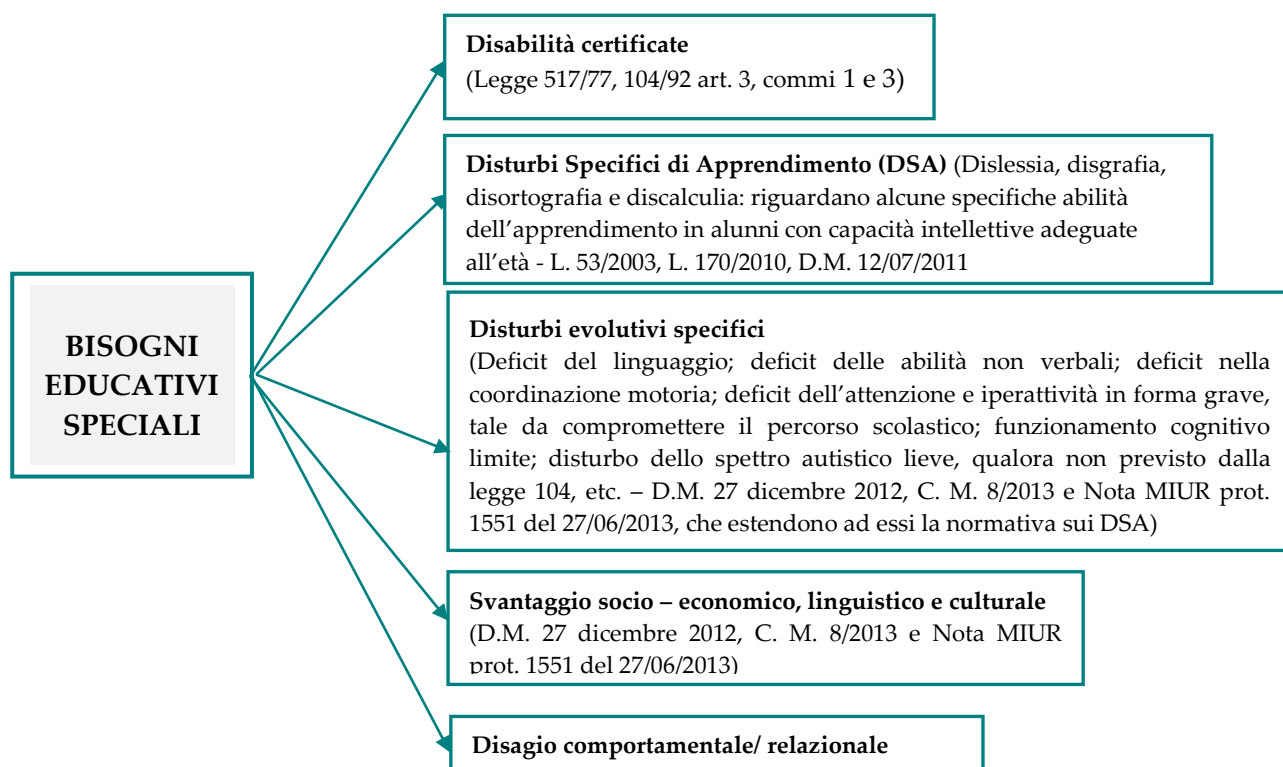 Disabilità certificate
(Legge 517/77, 104/92 art. 3, commi 1 e 3)
Disturbi Specifici di Apprendimento (DSA) (Dislessia, disgrafia,
disortografia e discalculia: riguardano alcune specifiche abilità
dell'apprendimento in alunni con capacità intellettive adeguate
all'età - L. 53/2003, L. 170/2010, D.M. 12/07/2011
BISOGNI
EDUCATIVI
SPECIALI
Disturbi evolutivi specifici
(Deficit del linguaggio; deficit delle abilità non verbali; deficit nella
coordinazione motoria; deficit dell'attenzione e iperattività in forma grave,
tale da compromettere il percorso scolastico; funzionamento cognitivo
limite; disturbo dello spettro autistico lieve, qualora non previsto dalla
legge 104, etc. – D.M. 27 dicembre 2012, C. M. 8/2013 e Nota MIUR prot.
1551 del 27/06/2013, che estendono ad essi la normativa sui DSA)
Svantaggio socio – economico, linguistico e culturale
(D.M. 27 dicembre 2012, C. M. 8/2013 e Nota MIUR
prot. 1551 del 27/06/2013)
Disagio comportamentale/ relazionale